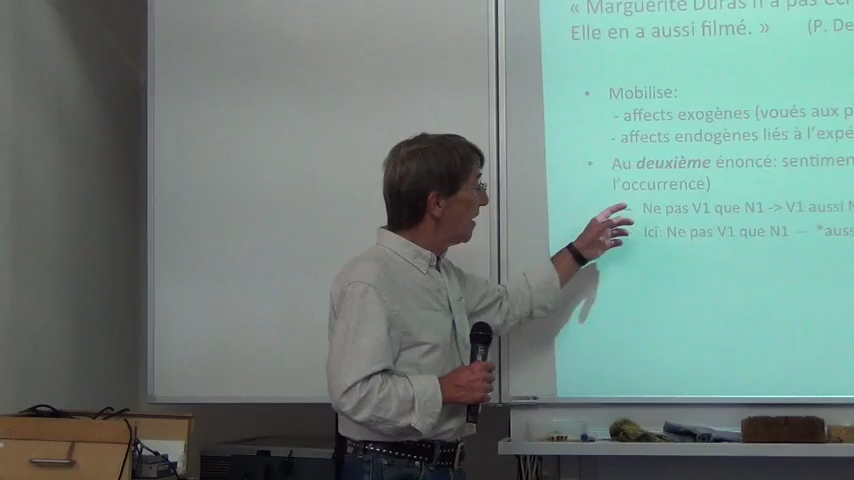 « Marguerite Duras n'a pas
Elle en a aussi filmé. » (P. De
• Mobilise:
- affects exogènes (voués aux
- affects endogènes liés à l'expé
• Au deuxième énoncé: sentimen
l'occurrence)
Ne pas V1 que N1 -> V1 aussi
Ici: Ne pas V1 que N1 -- *auss